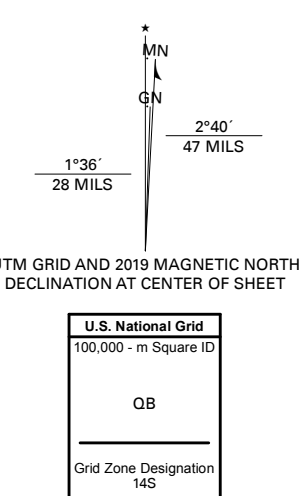 ★
MN
GN
2°40´
47 MILS
1°36´
28 MILS
UTM GRID AND 2019 MAGNETIC NORTH
DECLINATION AT CENTER OF SHEET
U.S. National Grid
100,000 - m Square ID
QB
Grid Zone Designation
14S